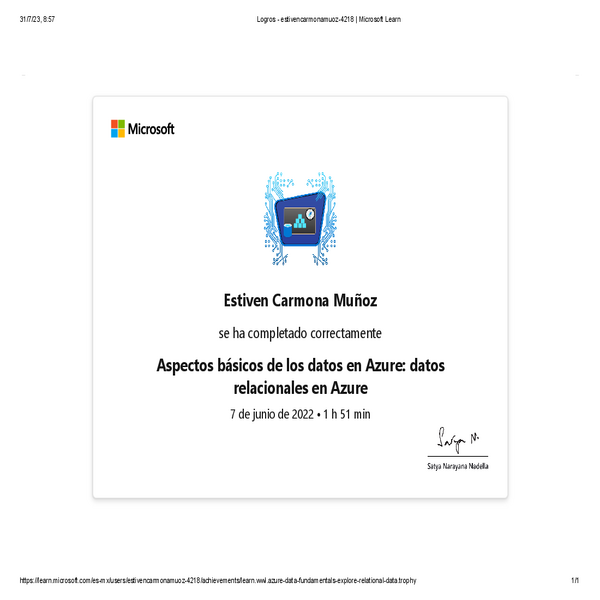 31/7/23, 8:57
Logros - estivencarmonamuoz-4218 | Microsoft Learn
Microsoft
Estiven Carmona Muñoz
se ha completado correctamente
Aspectos básicos de los datos en Azure: datos
relacionales en Azure
7 de junio de 2022 • 1 h 51 min
Satya N.
Satya Narayana Nadella
https://learn.microsoft.com/es-mx/users/estivencarmonamuoz-4218/achievements/learn.wwl.azure-data-fundamentals-explore-relational-data.trophy
1/1